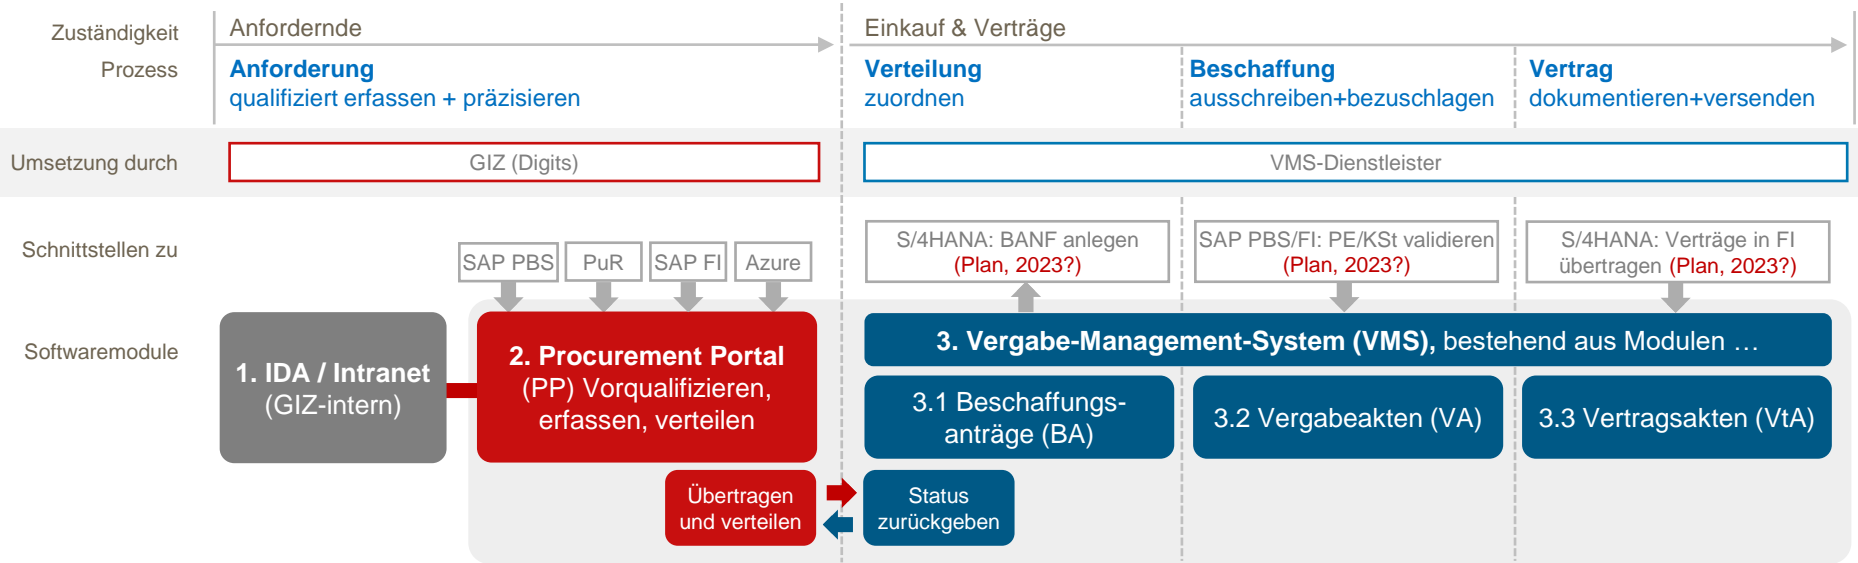 Zuständigkeit
Anfordernde
Einkauf & Verträge
Prozess
Anforderung
qualifiziert erfassen + präzisieren
Verteilung
zuordnen
Beschaffung
ausschreiben+bezuschlagen
Vertrag
dokumentieren+versenden
Umsetzung durch
GIZ (Digits)
VMS-Dienstleister
Schnittstellen zu
SAP PBS
PuR
SAP FI
Azure
S/4HANA: BANF anlegen
(Plan, 2023?)
SAP PBS/FI: PE/KSt validieren
(Plan, 2023?)
S/4HANA: Verträge in FI
übertragen (Plan, 2023?)
Softwaremodule
1. IDA / Intranet
(GIZ-intern)
2. Procurement Portal
(PP) Vorqualifizieren,
erfassen, verteilen
3. Vergabe-Management-System (VMS), bestehend aus Modulen …
3.1 Beschaffungs-
anträge (BA)
3.2 Vergabeakten (VA)
3.3 Vertragsakten (VtA)
Übertragen
und verteilen
Status
zurückgeben